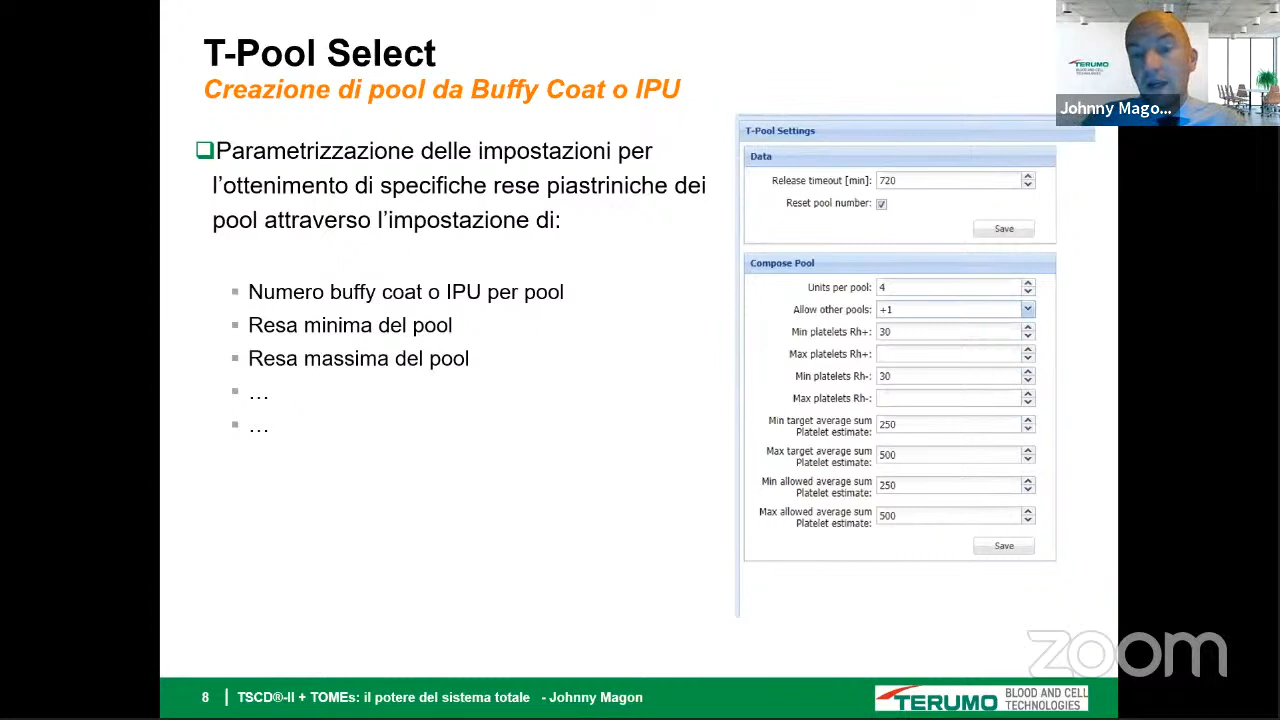 T-Pool Select
Creazione di pool da Buffy Coat o IPU
TERUMO
BLOOD AND CELL
TECHNOLOGIES
Johnny Mago...
Parametrizzazione delle impostazioni per
l’ottenimento di specifiche rese piastriniche dei
pool attraverso l’impostazione di:
Numero buffy coat o IPU per pool
Resa minima del pool
Resa massima del pool
…
…
T-Pool Settings
Data
Release timeout [min]: 720
Reset pool number:
Save
Compose Pool
Units per pool: 4
Allow other pools: +1
Min platelets Rh+: 30
Max platelets Rh+:
Min platelets Rh-: 30
Max platelets Rh-:
Min target average sum
Platelet estimate: 250
Max target average sum
Platelet estimate: 500
Min allowed average sum
Platelet estimate: 250
Max allowed average sum
Platelet estimate: 500
Save
zoom
8 TSCD®-II + TOMEs: il potere del sistema totale - Johnny Magon
TERUMO BLOOD AND CELL
TECHNOLOGIES